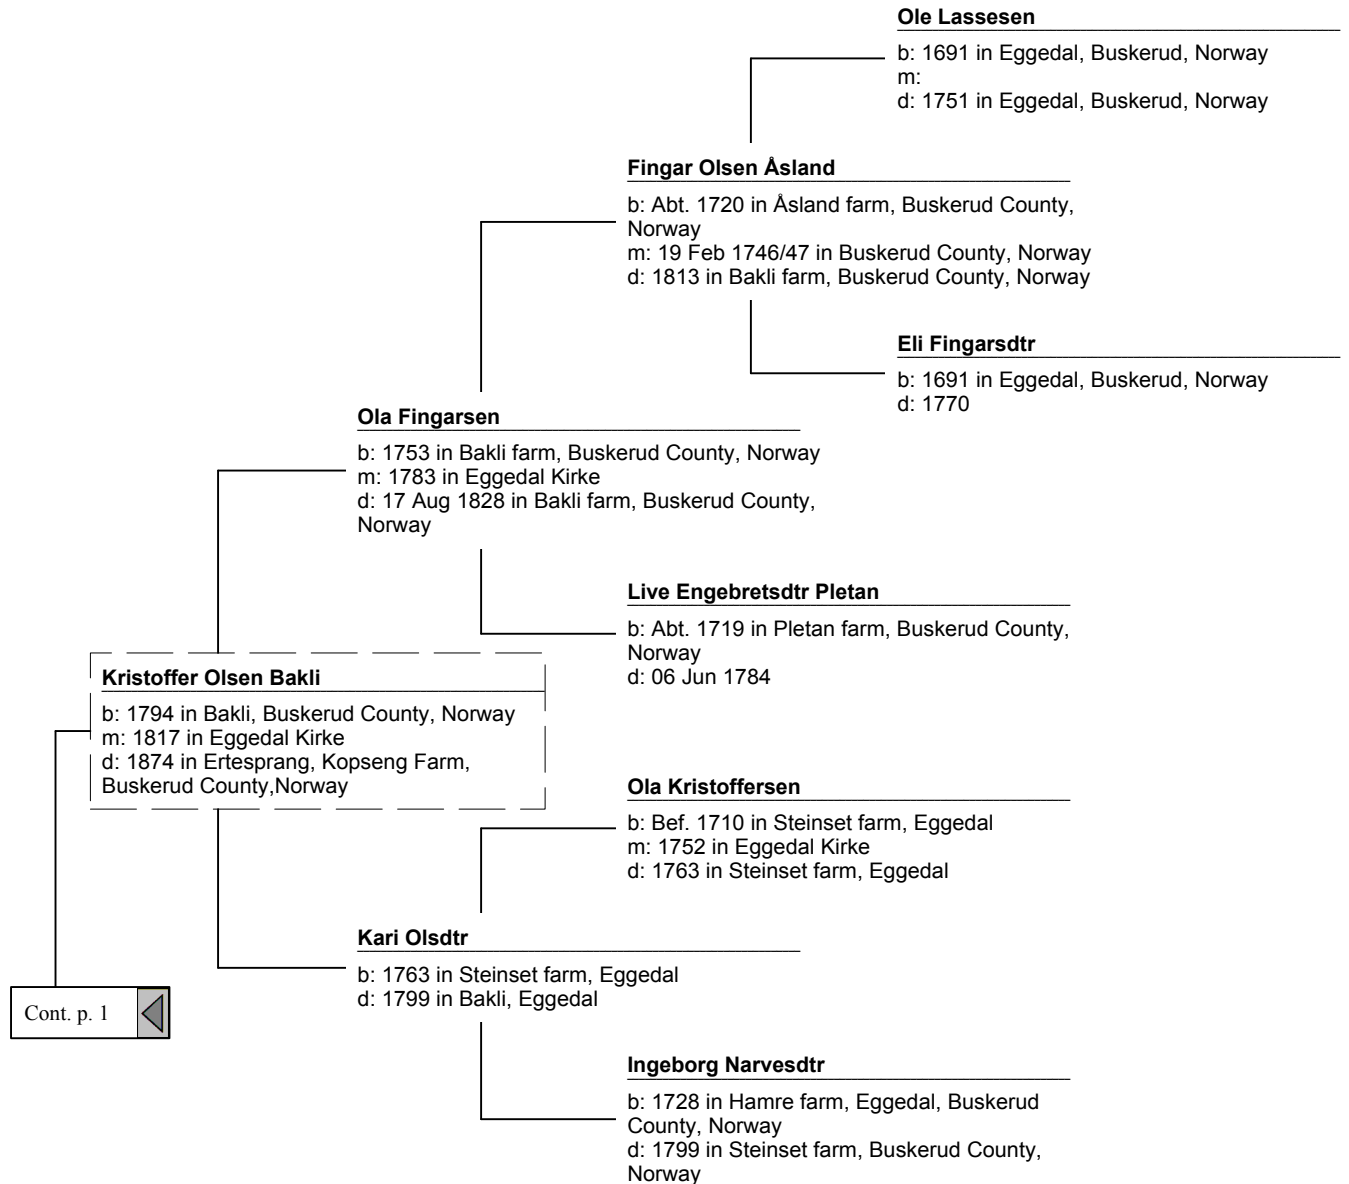 Ole Lassesen
b: 1691 in Eggedal, Buskerud, Norway
m:
d: 1751 in Eggedal, Buskerud, Norway
Fingar Olsen Åsland
b: Abt. 1720 in Åsland farm, Buskerud County,
Norway
m: 19 Feb 1746/47 in Buskerud County, Norway
d: 1813 in Bakli farm, Buskerud County, Norway
Eli Fingarsdtr
b: 1691 in Eggedal, Buskerud, Norway
d: 1770
Ola Fingarsen
b: 1753 in Bakli farm, Buskerud County, Norway
m: 1783 in Eggedal Kirke
d: 17 Aug 1828 in Bakli farm, Buskerud County,
Norway
Live Engebretsdtr Pletan
b: Abt. 1719 in Pletan farm, Buskerud County,
Norway
d: 06 Jun 1784
Kristoffer Olsen Bakli
b: 1794 in Bakli, Buskerud County, Norway
m: 1817 in Eggedal Kirke
d: 1874 in Ertesprang, Kopseng Farm,
Buskerud County,Norway
Ola Kristoffersen
b: Bef. 1710 in Steinset farm, Eggedal
m: 1752 in Eggedal Kirke
d: 1763 in Steinset farm, Eggedal
Kari Olsdtr
b: 1763 in Steinset farm, Eggedal
d: 1799 in Bakli, Eggedal
Cont. p. 1
Ingeborg Narvesdtr
b: 1728 in Hamre farm, Eggedal, Buskerud
County, Norway
d: 1799 in Steinset farm, Buskerud County,
Norway